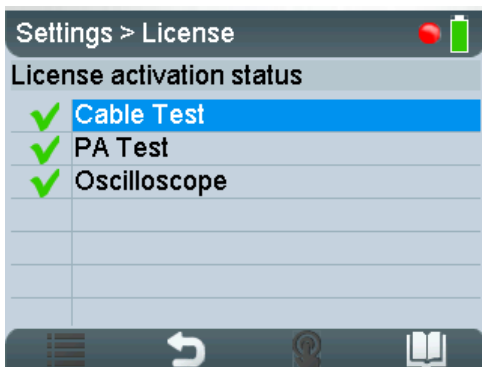 Settings > License
License activation status
Cable Test
PA Test
Oscilloscope